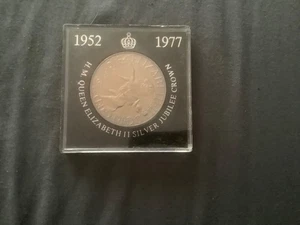 1952 1977
H.M. QUEEN ELIZABETH II SILVER JUBILEE CROWN